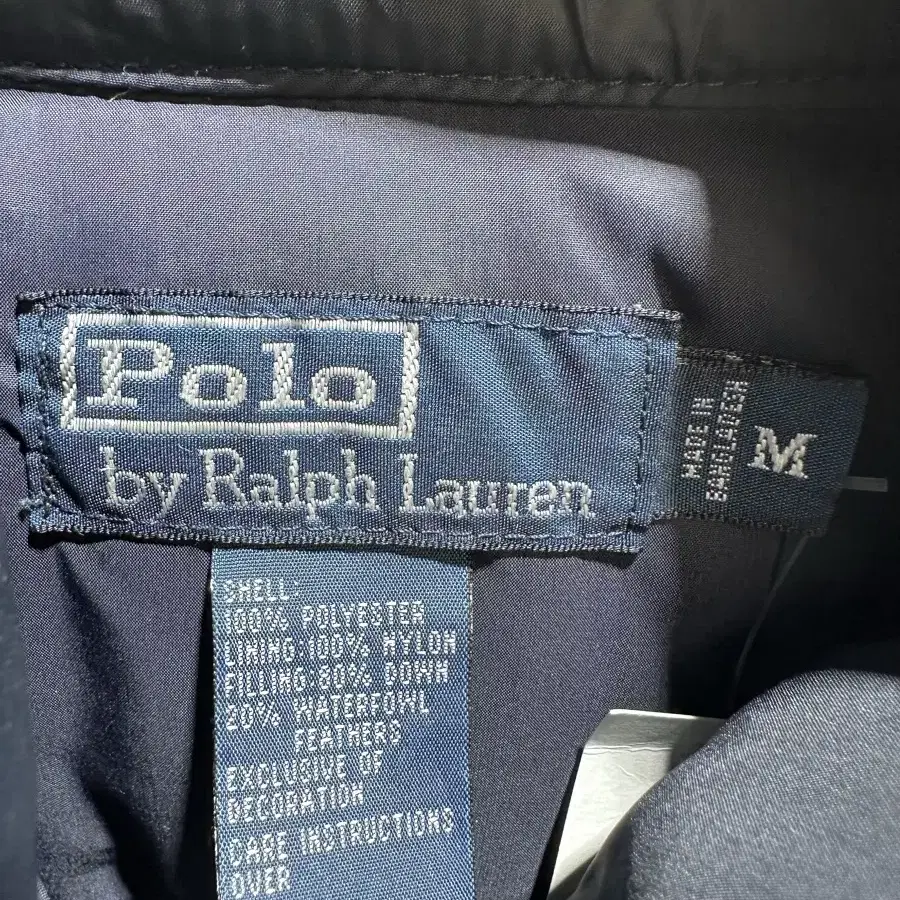 Polo
by Ralph Lauren
MADE IN
BANGLADESH
M
SHELL:
100% POLYESTER
LINING:100% NYLON
FILLING:80% DOWN
20% WATERFOWL
FEATHERS
EXCLUSIVE OF
DECORATION
CARE INSTRUCTIONS
OVER